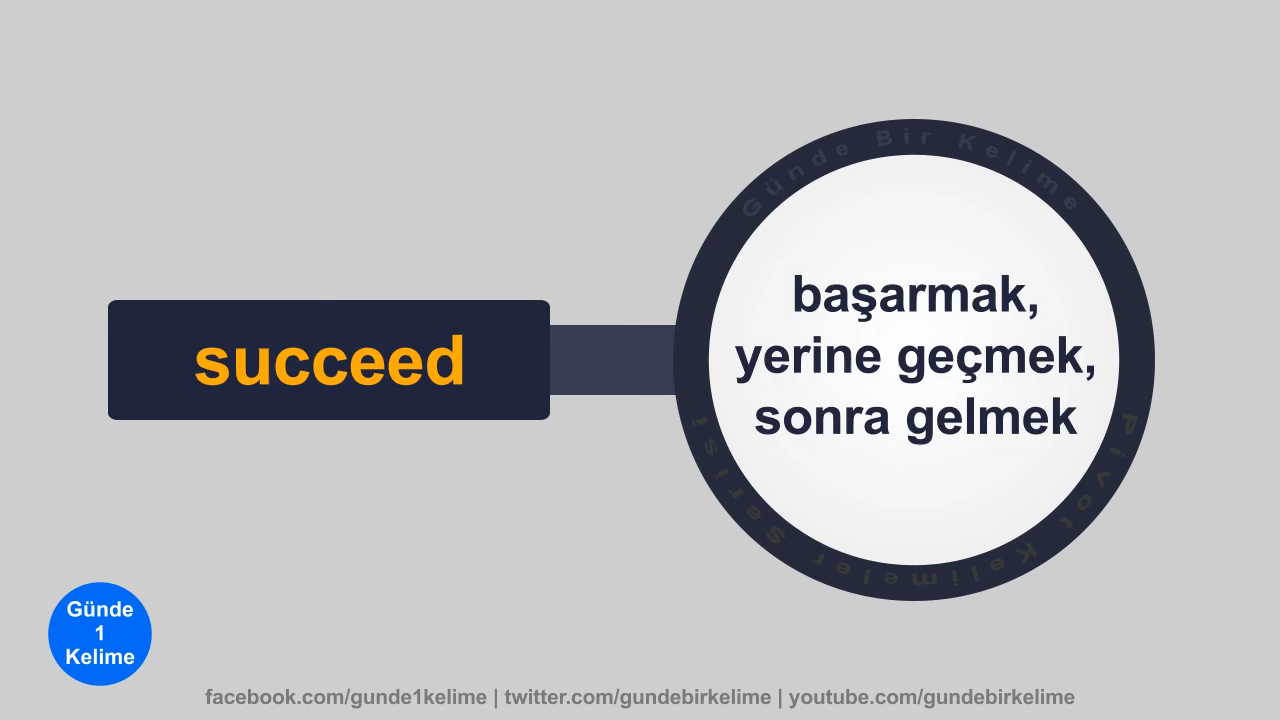 Günde Bir Kelime
succeed
başarmak,
yerine geçmek,
sonra gelmek
Pivot Kelimeler Serisi
Günde
1
Kelime
facebook.com/gunde1kelime | twitter.com/gundebirkelime | youtube.com/gundebirkelime